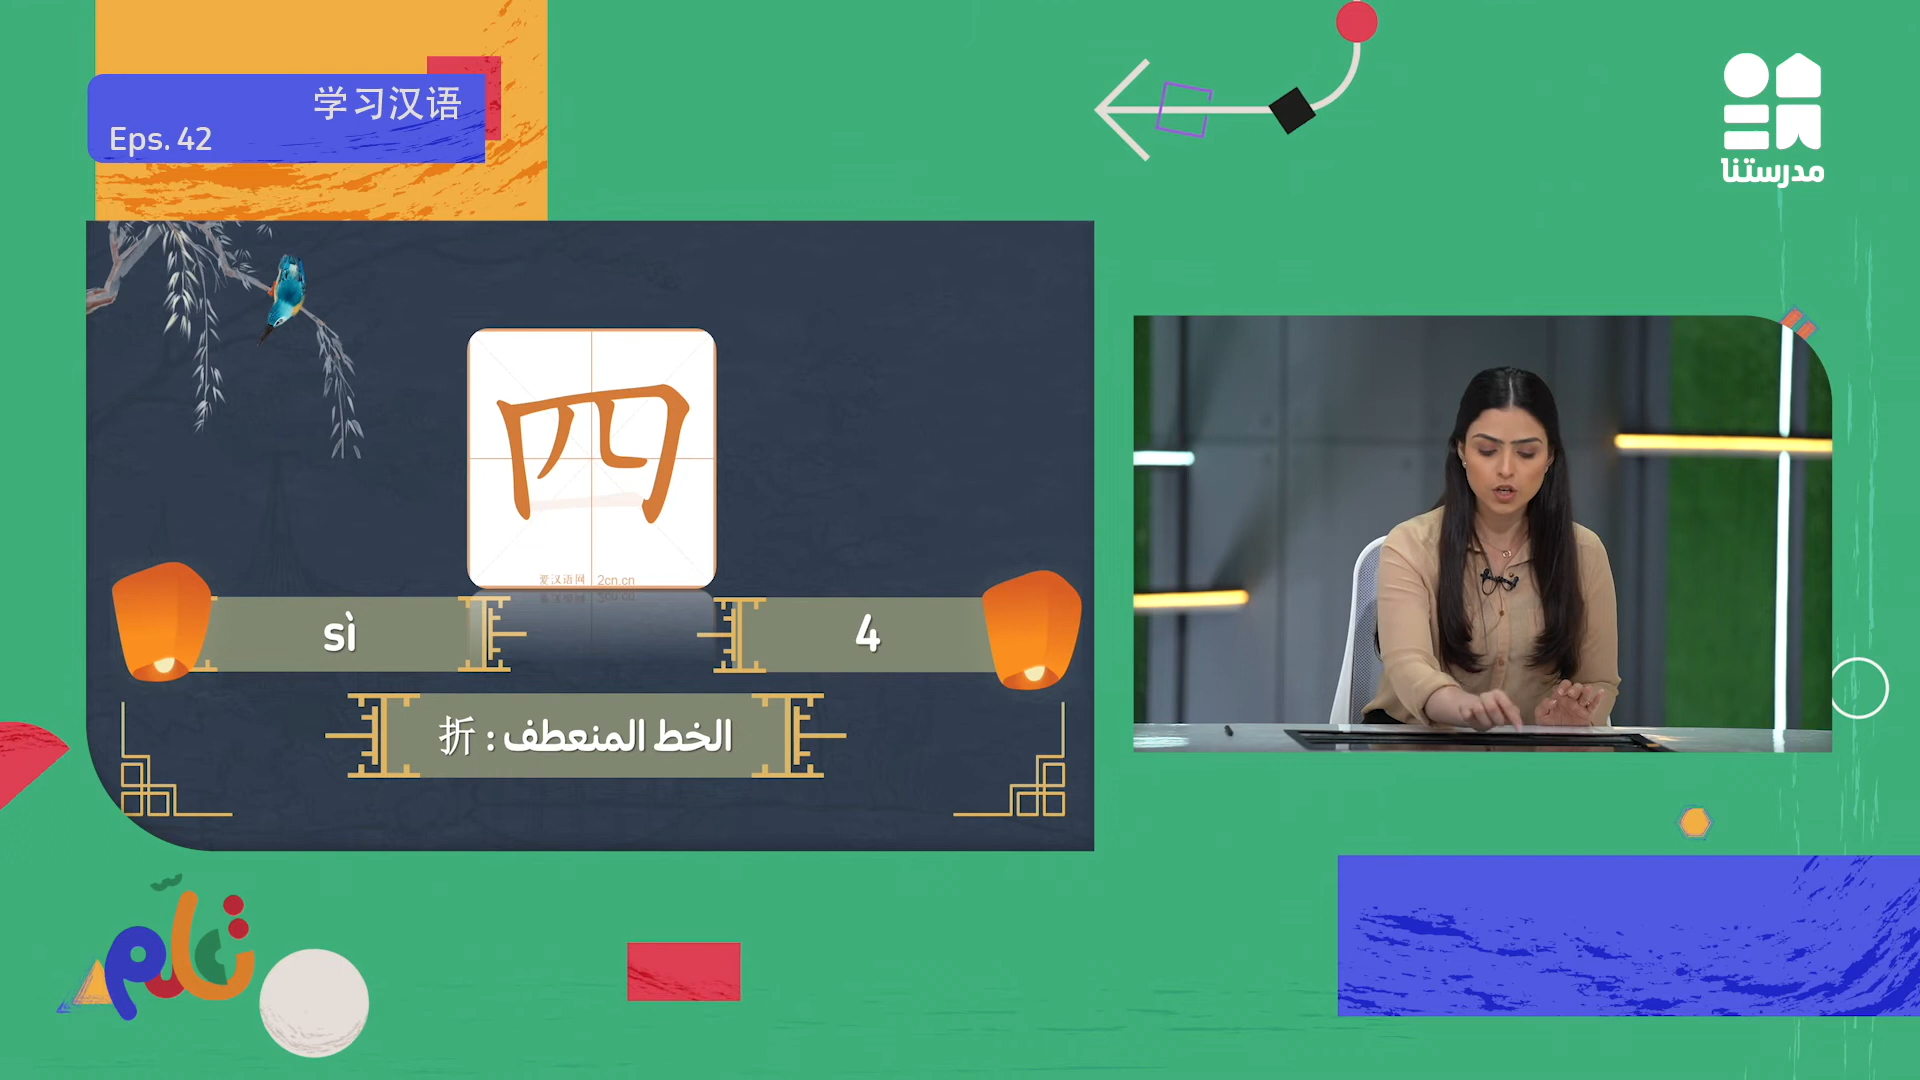 学习汉语
Eps. 42
مدرستنا
四
爱汉语网 2cn.cn
sì
4
الخط المنعطف : 折